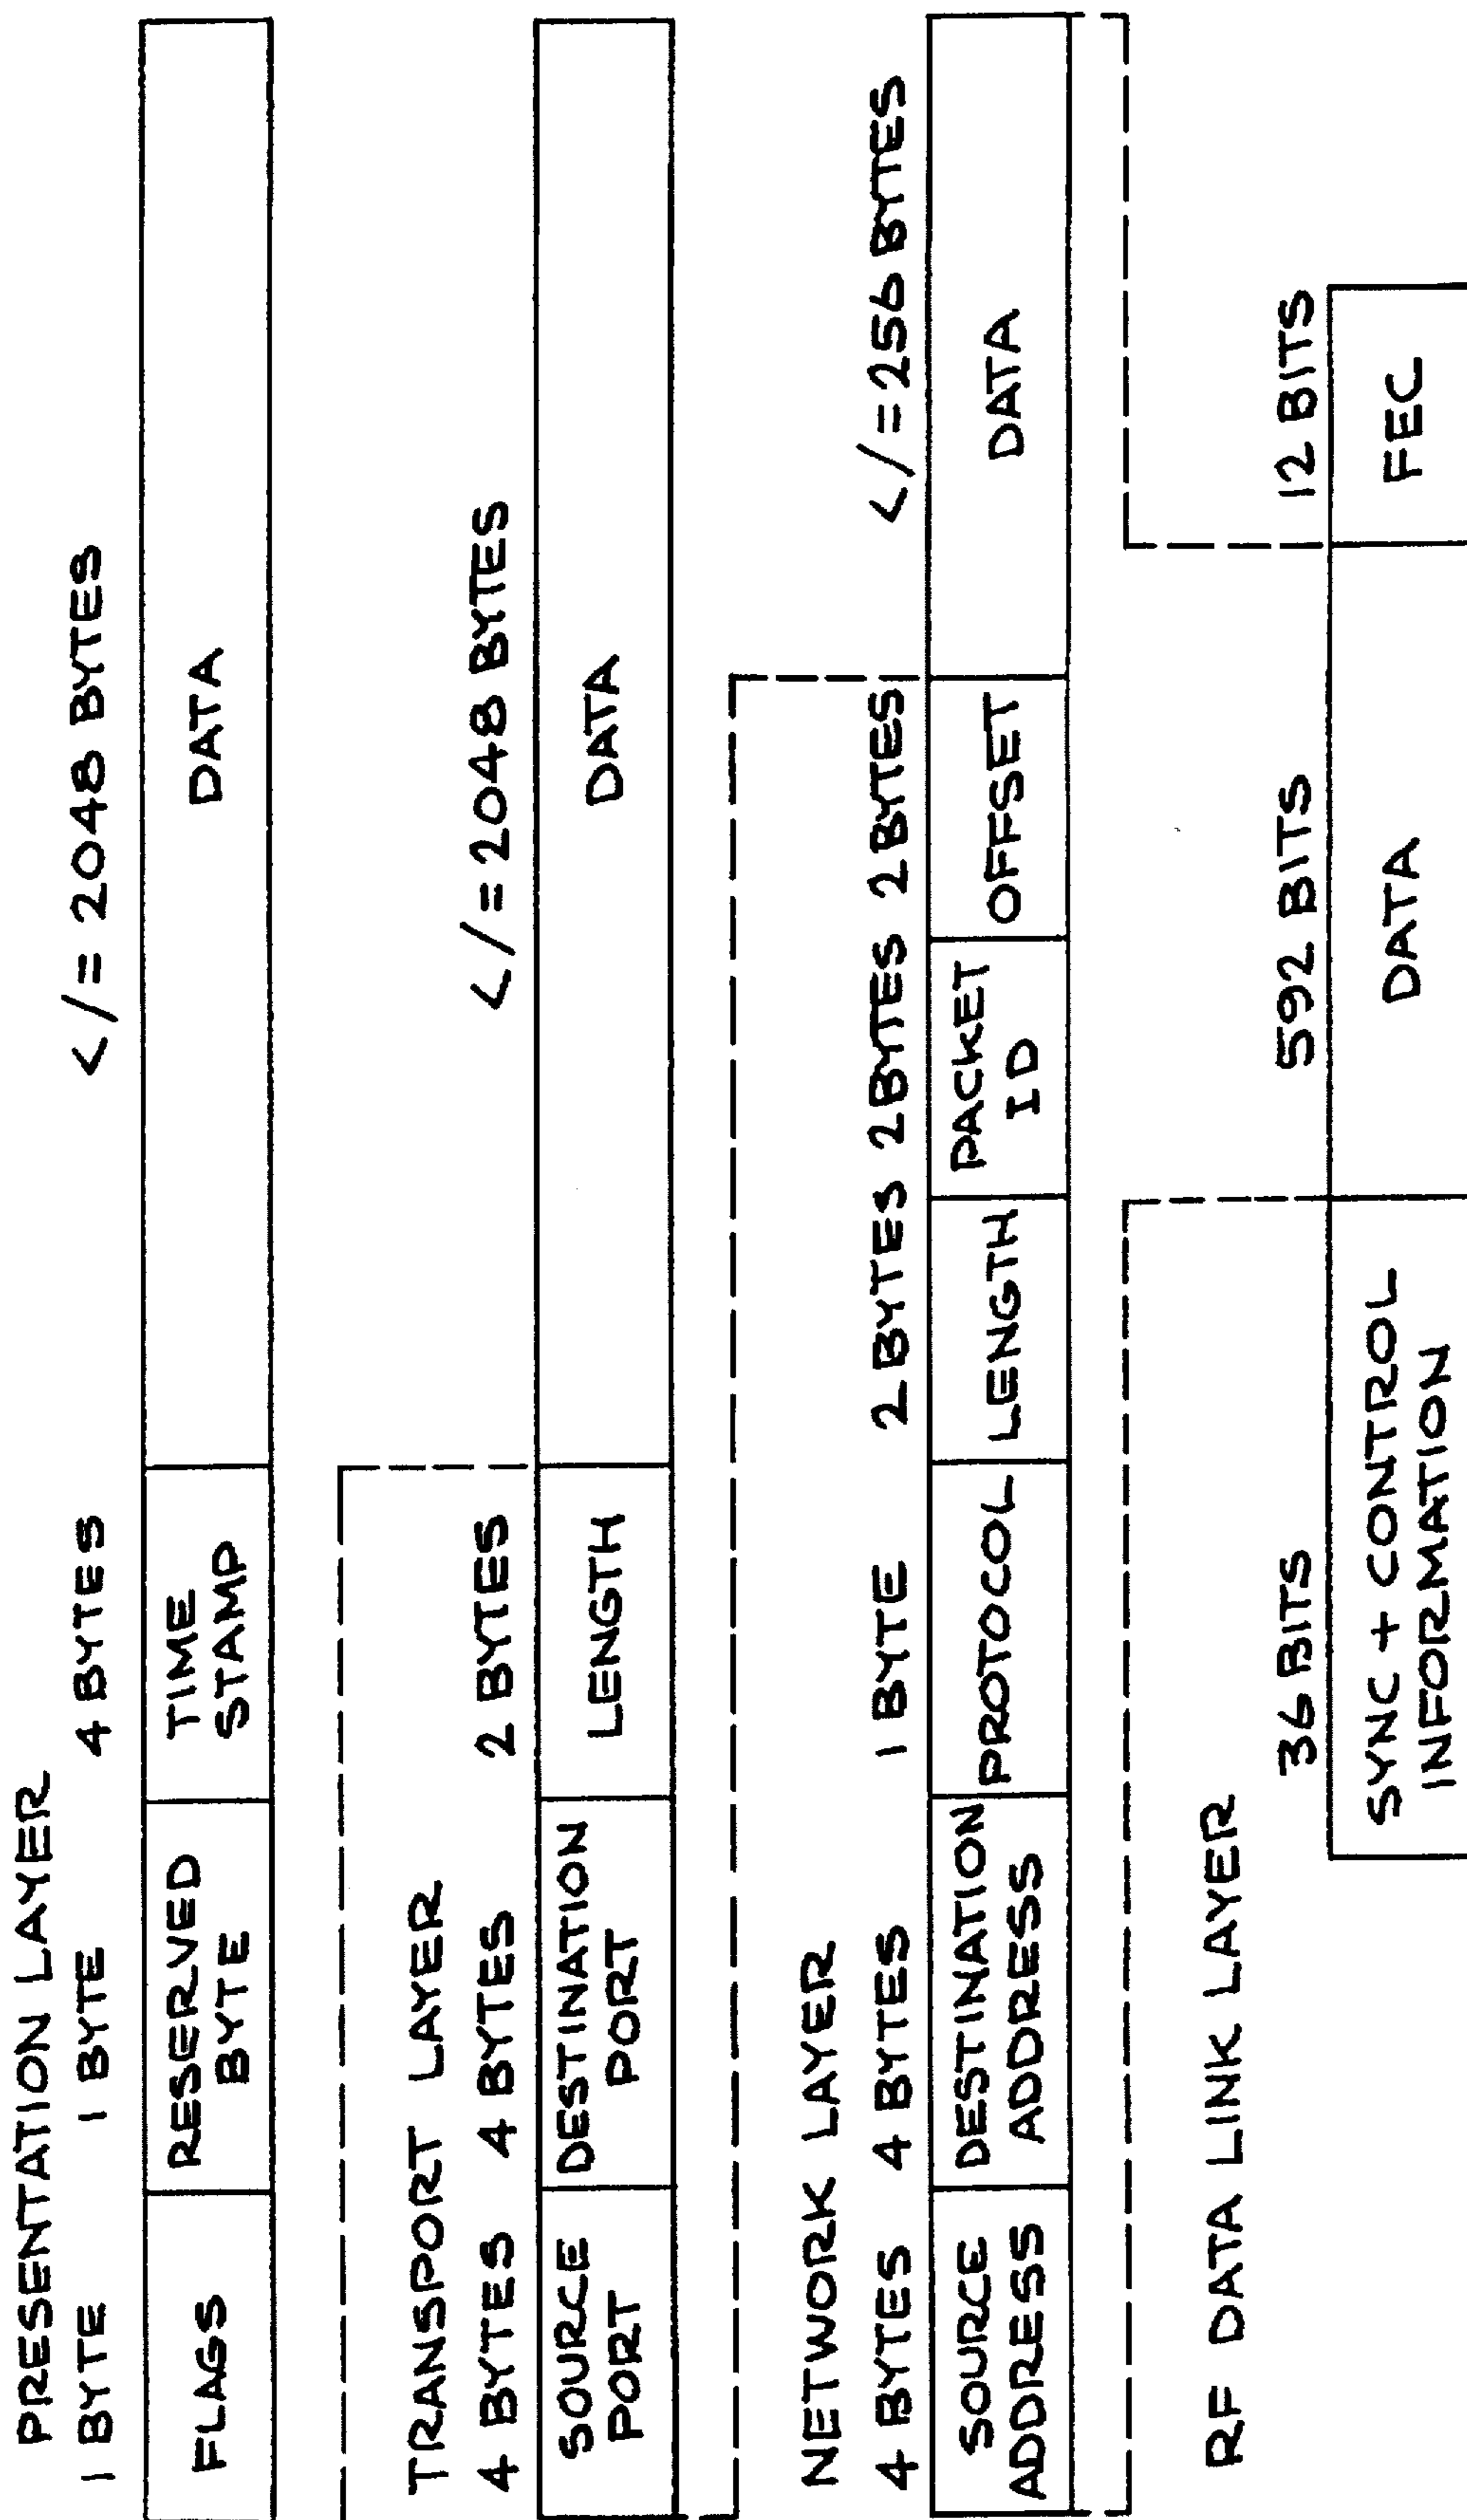 PRESENTATION LAYER
1 BYTE 1 BYTE 4 BYTES </= 2048 BYTES
FLAGS RESERVED BYTE TIME STAMP DATA
TRANSPORT LAYER
4 BYTES 4 BYTES 2 BYTES </= 2048 BYTES
SOURCE PORT DESTINATION PORT LENGTH DATA
NETWORK LAYER
4 BYTES 4 BYTES 1 BYTE 2 BYTES 2 BYTES 2 BYTES </= 256 BYTES
SOURCE ADDRESS DESTINATION ADDRESS PROTOCOL LENGTH PACKET ID OFFSET DATA
RF DATA LINK LAYER
36 BITS 592 BITS 12 BITS
SYNC + CONTROL INFORMATION DATA FEC